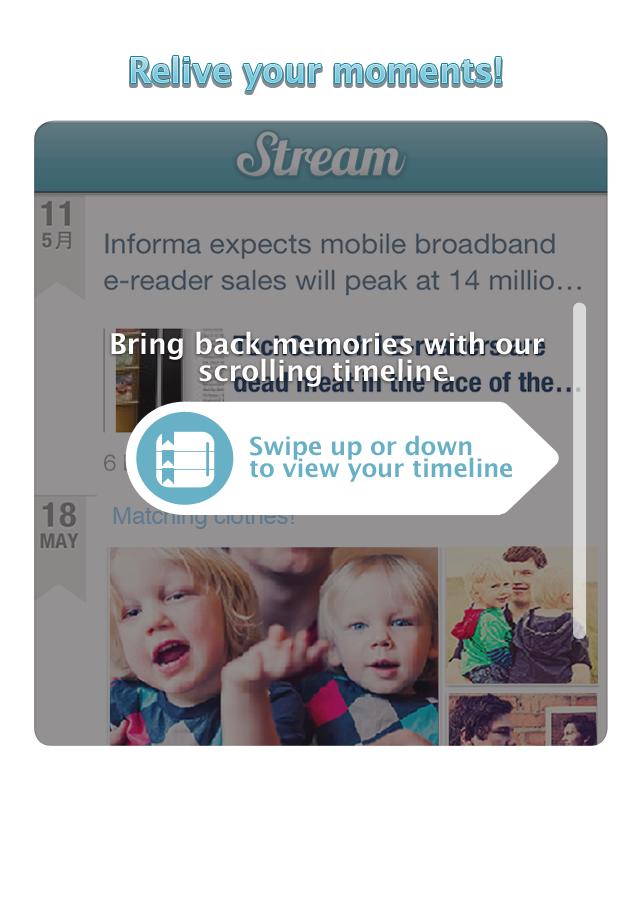 Relive your moments!
Stream
11
5月
Informa expects mobile broadband
e-reader sales will peak at 14 millio…
Bring back memories with our
scrolling timeline.
dead meat in the face of the…
6
Swipe up or down
to view your timeline
18
MAY
Matching clothes!